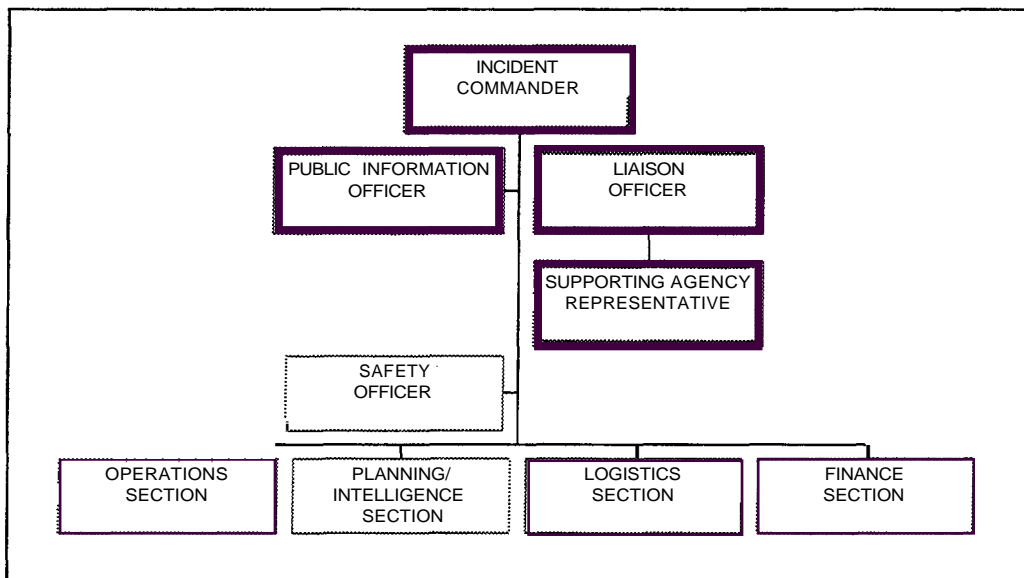 INCIDENT
COMMANDER
PUBLIC INFORMATION
OFFICER
LIAISON
OFFICER
SUPPORTING AGENCY
REPRESENTATIVE
SAFETY
OFFICER
OPERATIONS
SECTION
PLANNING/
INTELLIGENCE
SECTION
LOGISTICS
SECTION
FINANCE
SECTION